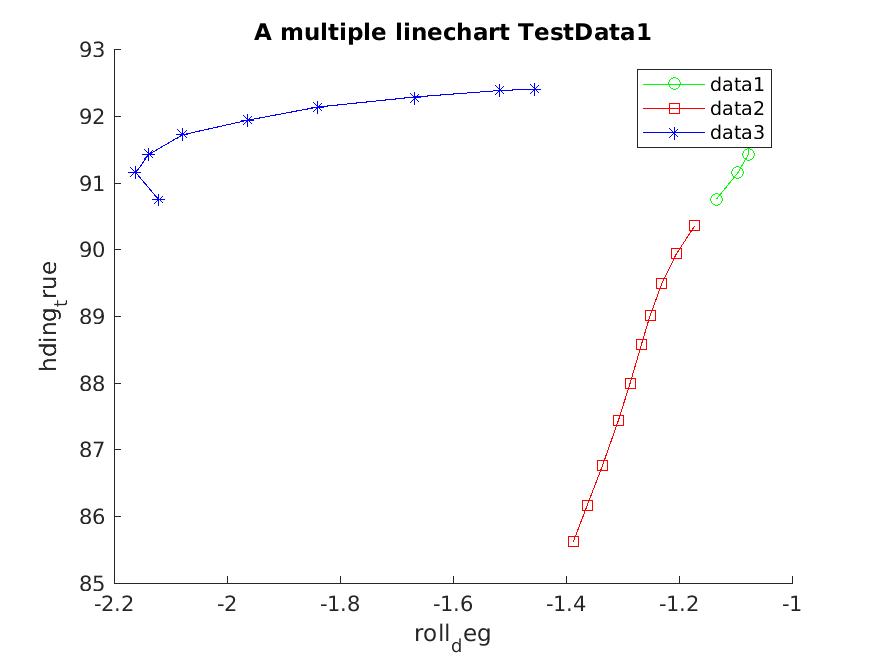 A multiple linechart TestData1
93
92
91
90
89
88
87
86
85
hding_true
data1
data2
data3
-2.2 -2 -1.8 -1.6 -1.4 -1.2 -1
roll_deg